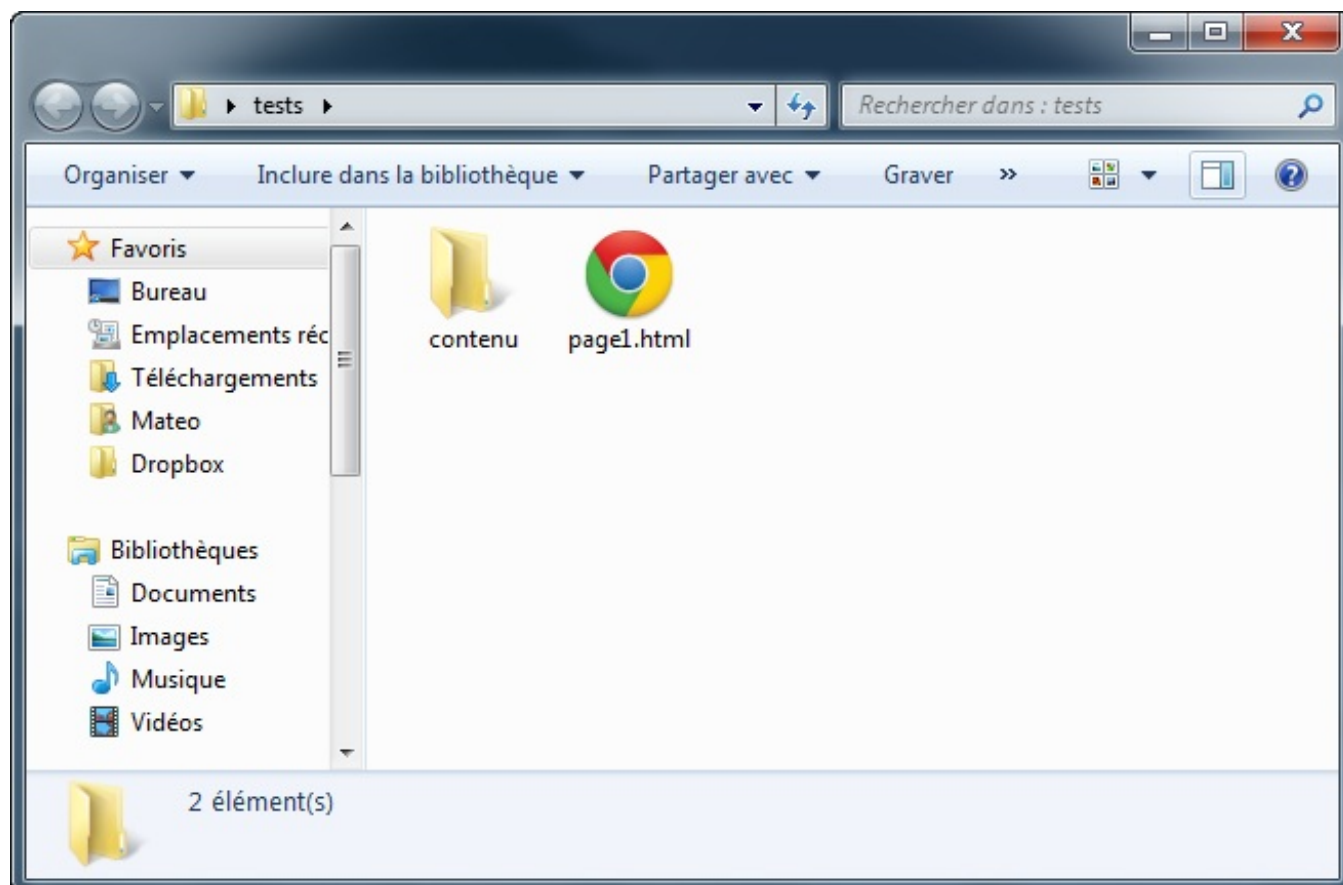 tests
Rechercher dans : tests
Organiser Inclure dans la bibliothèque Partager avec Graver »
Favoris
Bureau
Emplacements réc
Téléchargements
Mateo
Dropbox
Bibliothèques
Documents
Images
Musique
Vidéos
contenu
page1.html
2 élément(s)